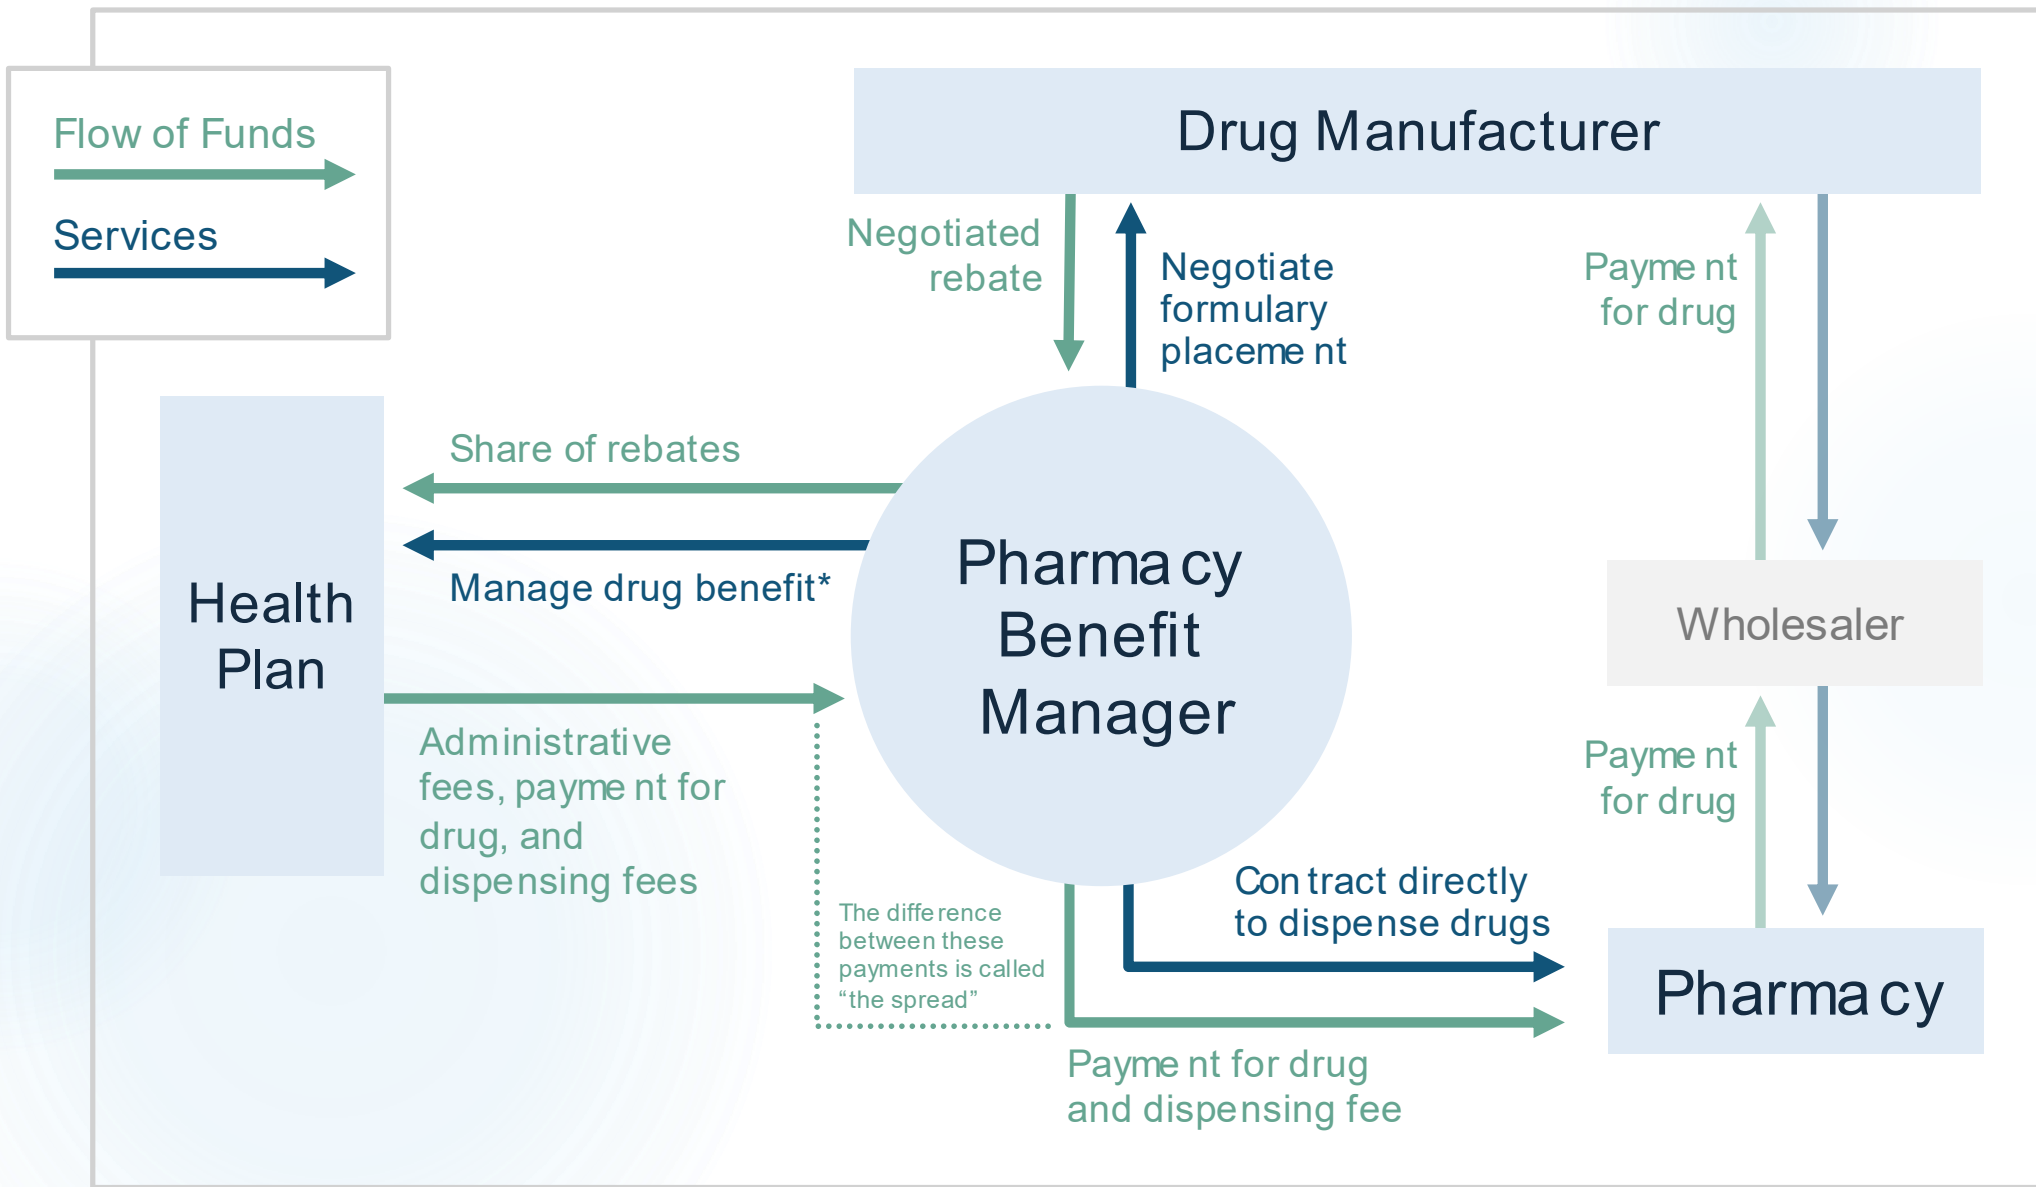 Flow of Funds
Services
Drug Manufacturer
Negotiated
rebate
Negotiate
formulary
placement
Payment
for drug
Share of rebates
Manage drug benefit*
Health
Plan
Pharmacy
Benefit
Manager
Wholesaler
Administrative
fees, payment for
drug, and
dispensing fees
Payment
for drug
The difference
between these
payments is called
“the spread”
Contract directly
to dispense drugs
Pharmacy
Payment for drug
and dispensing fee